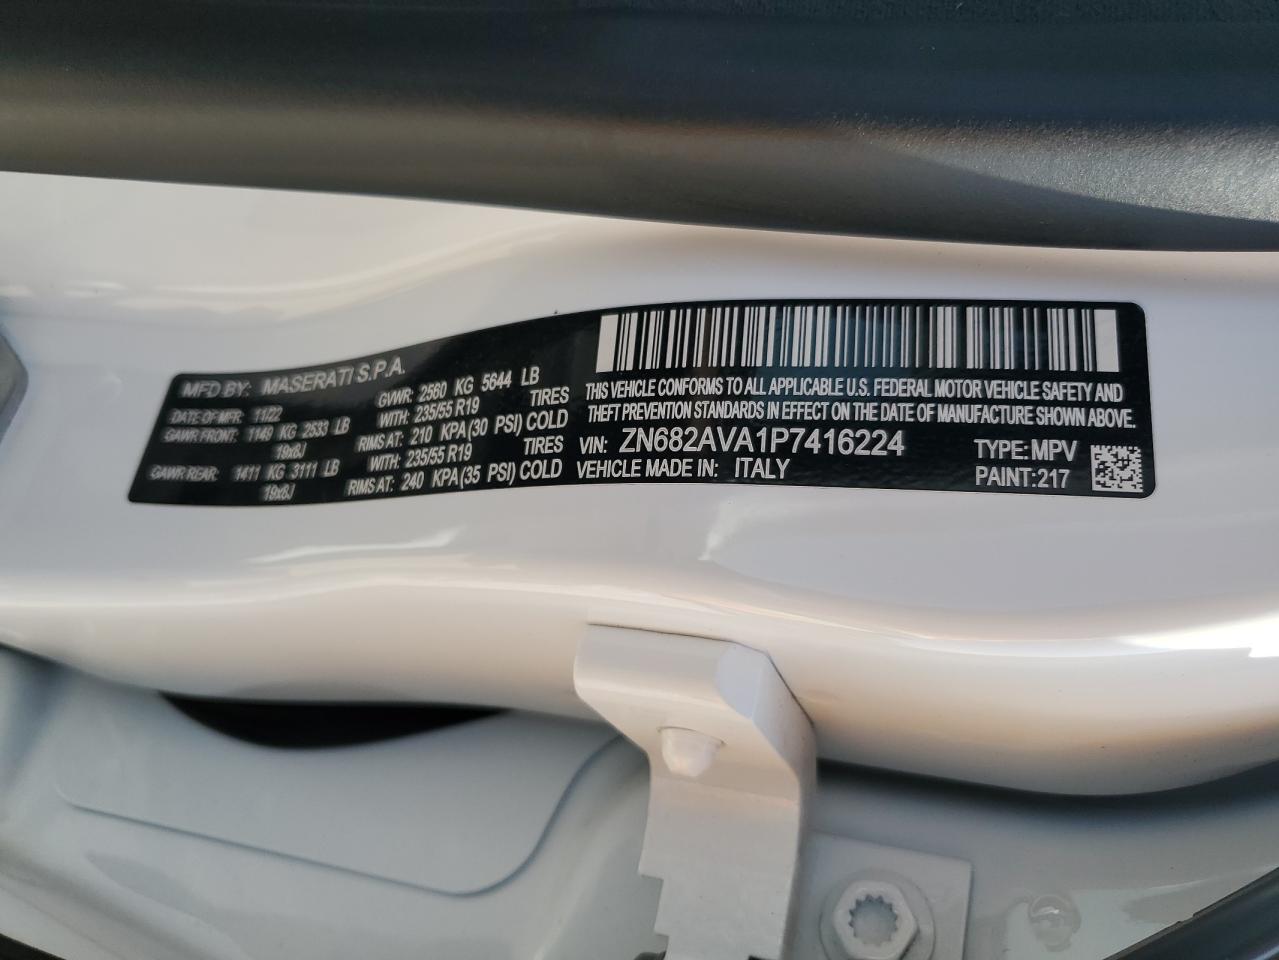 MFD BY: MASERATI S.P.A.
DATE OF MFR: 11/22 GVWR: 2560 KG 5644 LB
GAWR FRONT: 1149 KG 2533 LB WITH: 235/55 R19 TIRES
19x8J RIMS AT: 210 KPA(30 PSI) COLD
GAWR REAR: 1411 KG 3111 LB WITH: 235/55 R19 TIRES
19x8J RIMS AT: 240 KPA(35 PSI) COLD
THIS VEHICLE CONFORMS TO ALL APPLICABLE U.S. FEDERAL MOTOR VEHICLE SAFETY AND
THEFT PREVENTION STANDARDS IN EFFECT ON THE DATE OF MANUFACTURE SHOWN ABOVE.
VIN: ZN682AVA1P7416224 TYPE: MPV
VEHICLE MADE IN: ITALY PAINT:217